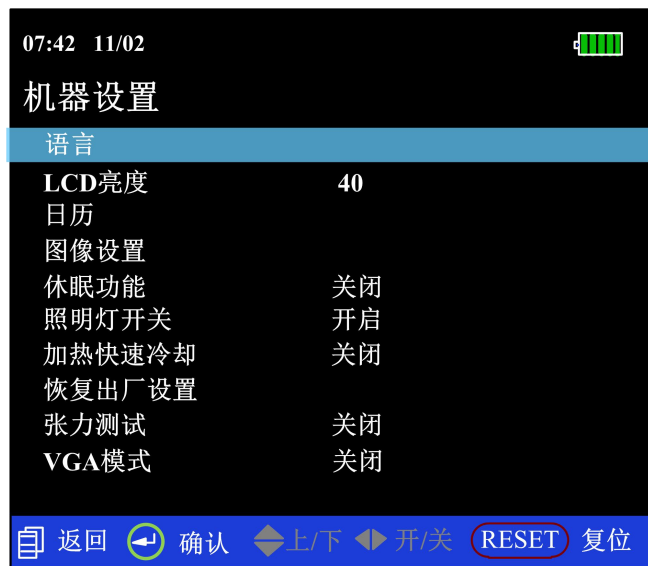 07:42 11/02
机器设置
语言
LCD亮度 40
日历
图像设置
休眠功能 关闭
照明灯开关 开启
加热快速冷却 关闭
恢复出厂设置
张力测试 关闭
VGA模式 关闭
返回 确认 上/下 开/关 RESET 复位